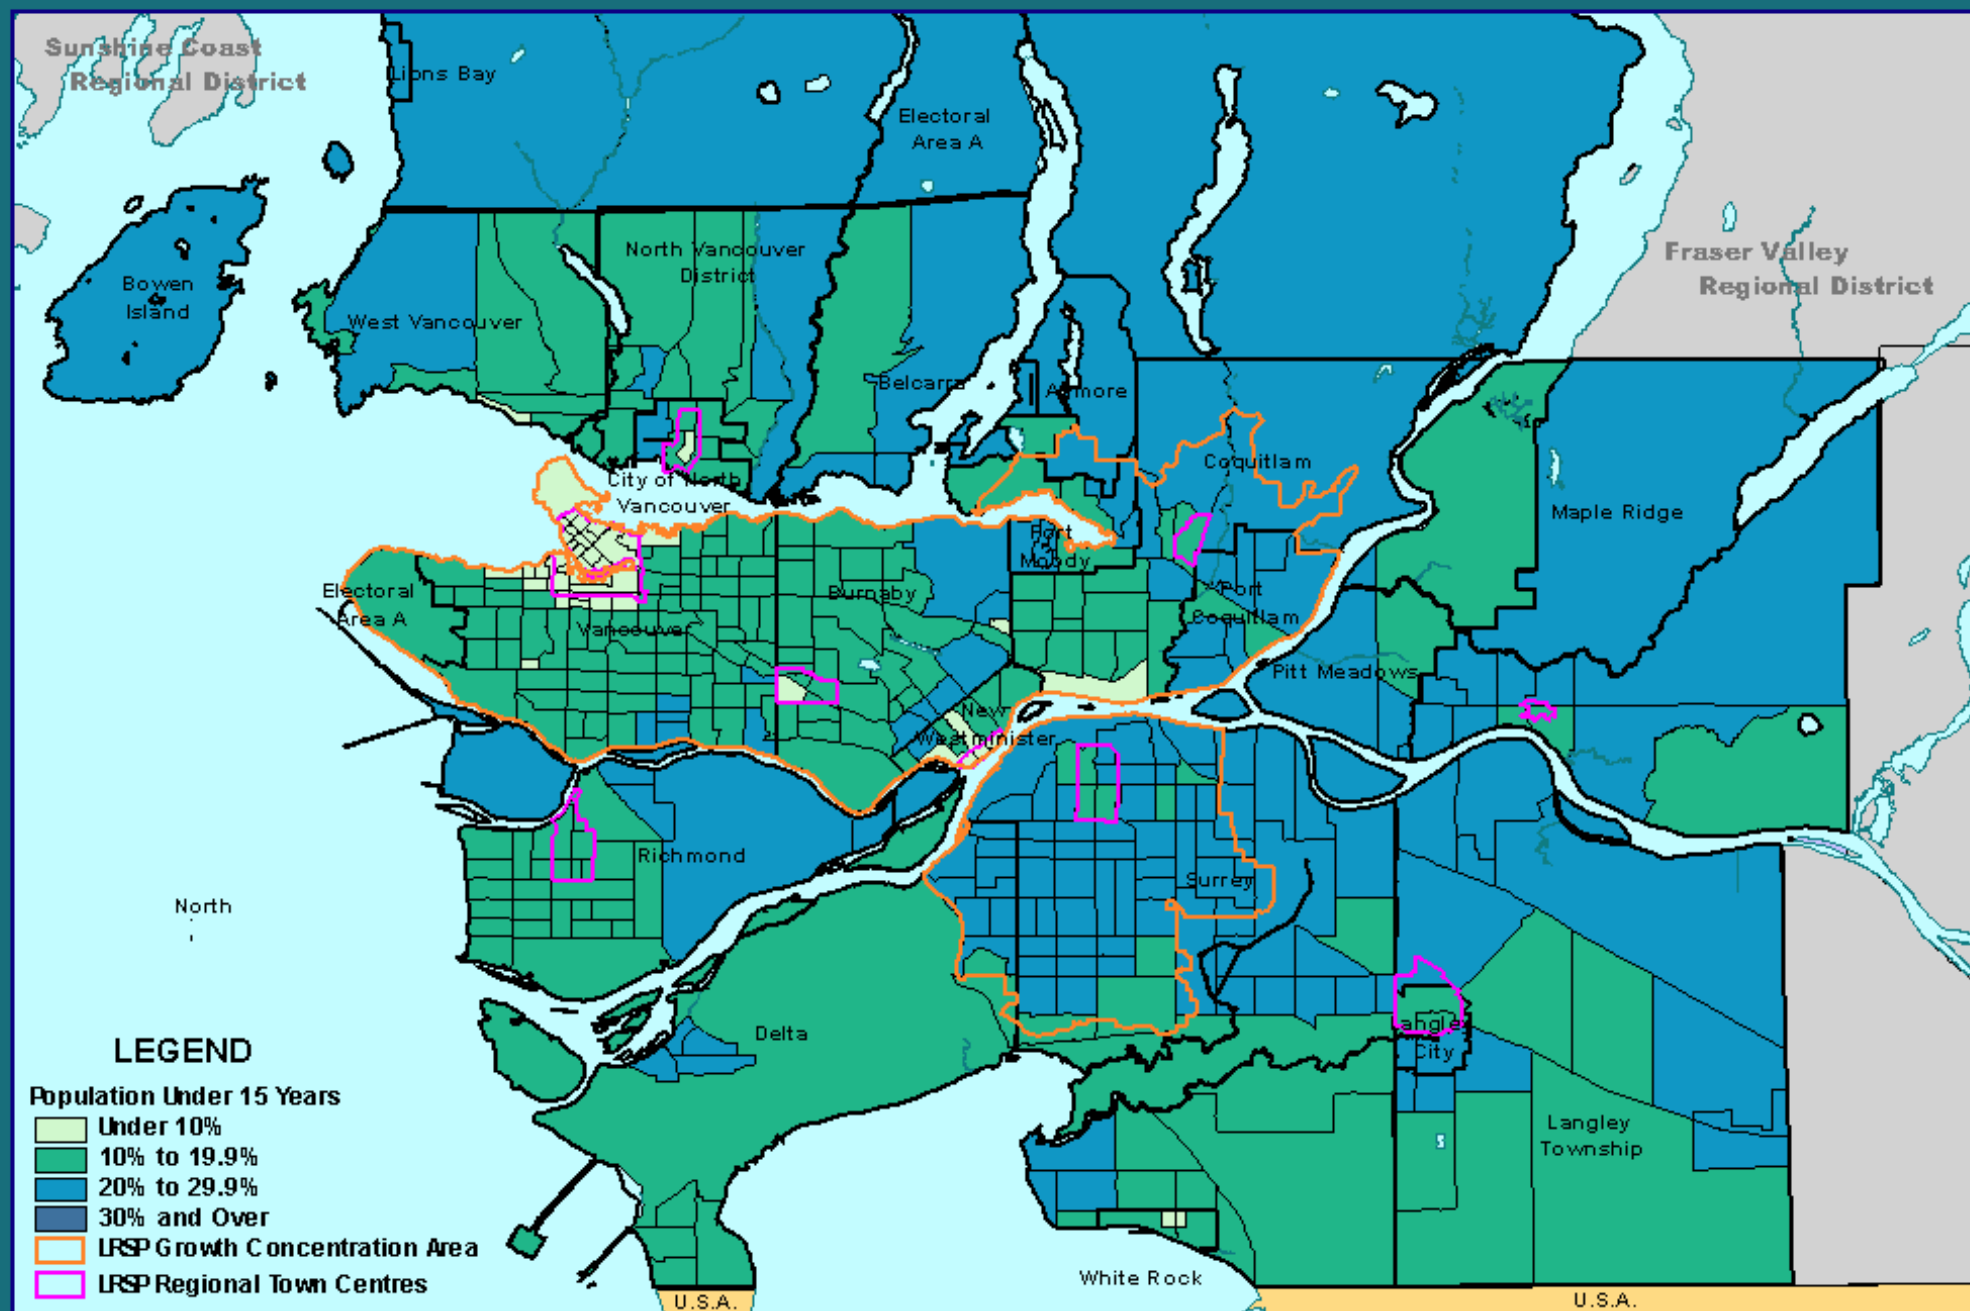 Sunshine Coast
Regional District
Lions Bay
Electoral
Area A
Fraser Valley
Regional District
North Vancouver
District
Bowen
Island
West Vancouver
Belcarra
Anmore
Coquitlam
City of North
Vancouver
Maple Ridge
Port
Moody
Electoral
Area A
Burnaby
Port
Coquitlam
Vancouver
Pitt Meadows
New
Westminister
Richmond
Surrey
North
Delta
Langley
City
Langley
Township
White Rock
U.S.A.
U.S.A.
LEGEND
Population Under 15 Years
Under 10%
10% to 19.9%
20% to 29.9%
30% and Over
LRSP Growth Concentration Area
LRSP Regional Town Centres